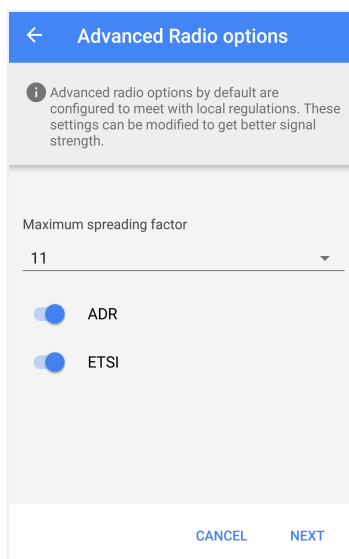 Advanced Radio options
Advanced radio options by default are
configured to meet with local regulations. These
settings can be modified to get better signal
strength.
Maximum spreading factor
11
ADR
ETSI
CANCEL NEXT